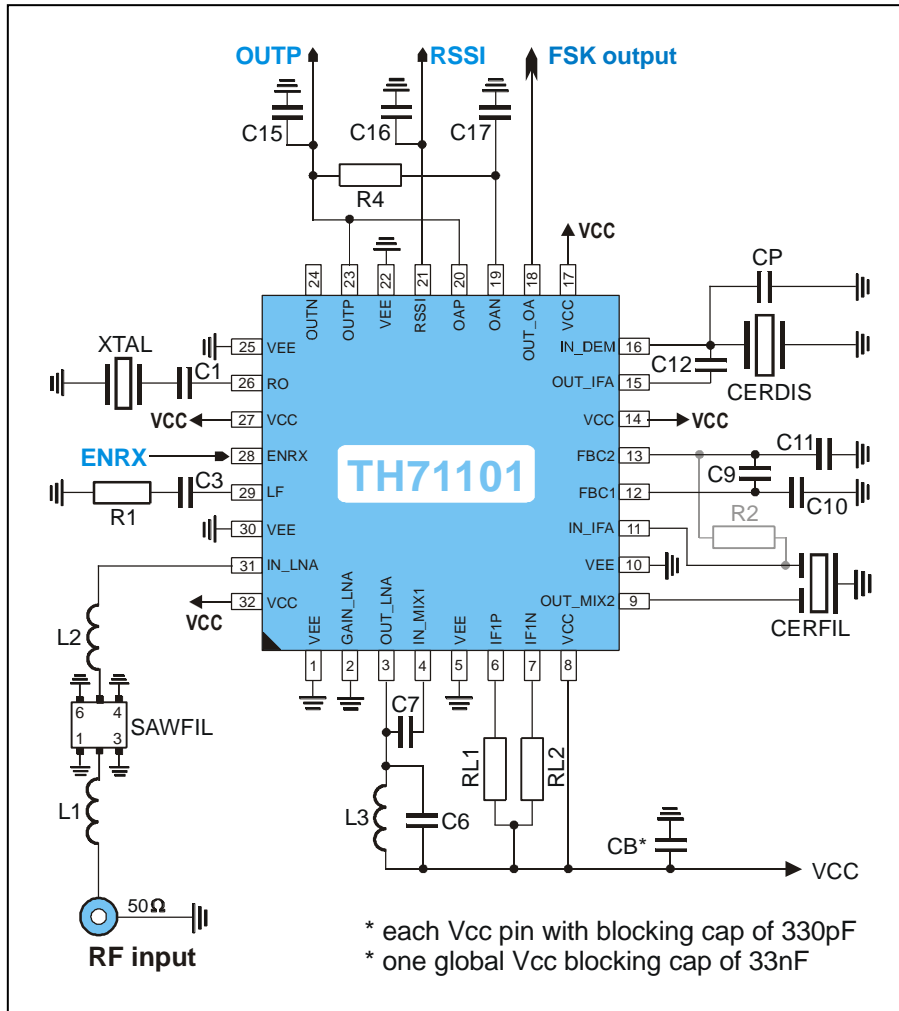 OUTP
RSSI
FSK output
C15
C16
C17
R4
VCC
24
23
22
21
20
19
18
17
OUTN
OUTP
VEE
RSSI
OAP
OAN
OUT_OA
VCC
CP
XTAL
C1
25
VEE
26
RO
VCC
27
VCC
ENRX
28
ENRX
C3
29
LF
R1
30
VEE
31
IN_LNA
32
VCC
VCC
TH71101
IN_DEM
16
C12
OUT_IFA
15
CERDIS
VCC
14
VCC
FBC2
13
C11
C9
FBC1
12
C10
IN_IFA
11
R2
VEE
10
OUT_MIX2
9
CERFIL
VEE
GAIN_LNA
OUT_LNA
IN_MIX1
VEE
IF1P
IF1N
VCC
1
2
3
4
5
6
7
8
L2
6
4
1
3
SAWFIL
C7
RL1
RL2
L1
L3
C6
CB*
VCC
50Ω
RF input
* each Vcc pin with blocking cap of 330pF
* one global Vcc blocking cap of 33nF